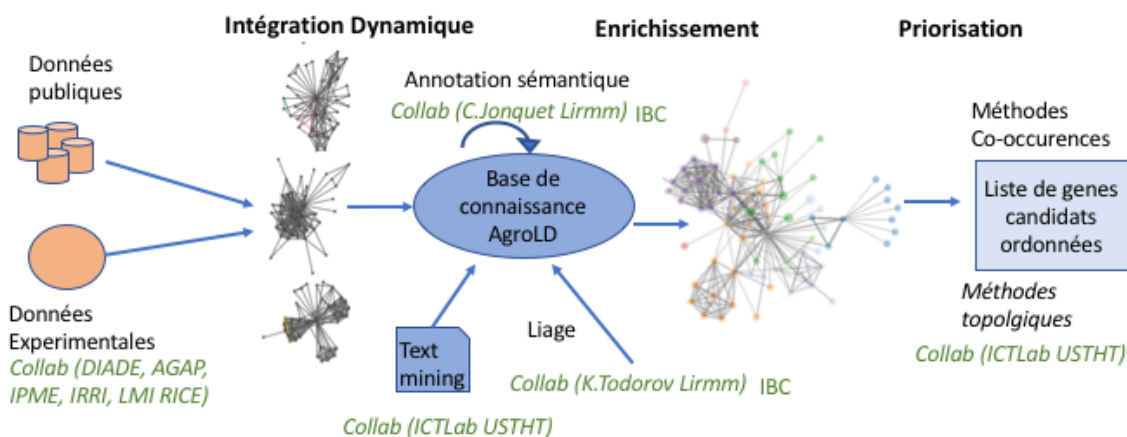 Intégration Dynamique
Enrichissement
Priorisation
Données
publiques
Annotation sémantique
Collab (C.Jonquet Lirmm) IBC
Méthodes
Co-occurences
Base de
connaissance
AgroLD
Liste de genes
candidats
ordonnées
Données
Experimentales
Collab (DIADE, AGAP,
IPME, IRRI, LMI RICE)
Text
mining
Liage
Collab (K.Todorov Lirmm) IBC
Collab (ICTLab USTHT)
Méthodes
topolgiques
Collab (ICTLab USTHT)